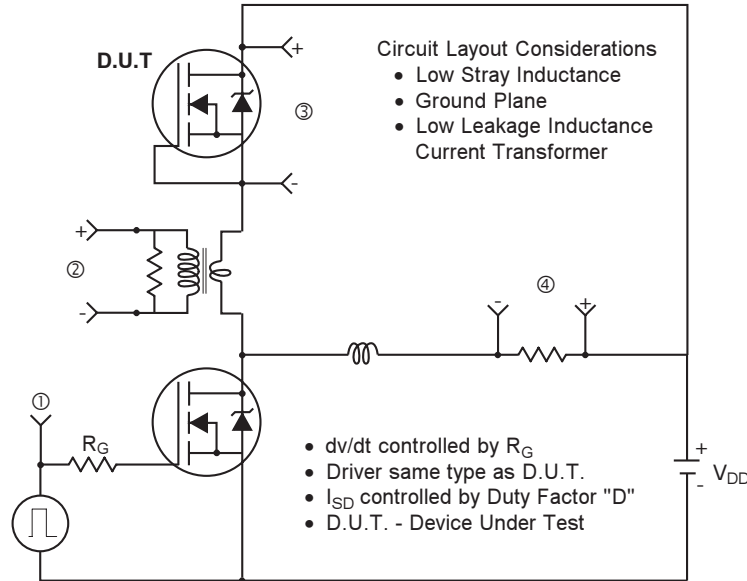 D.U.T
+
Circuit Layout Considerations
• Low Stray Inductance
• Ground Plane
• Low Leakage Inductance
Current Transformer
③
-
+
②
-
④
-
+
①
R_G
• dv/dt controlled by R_G
• Driver same type as D.U.T.
• I_SD controlled by Duty Factor "D"
• D.U.T. - Device Under Test
+
-
V_DD